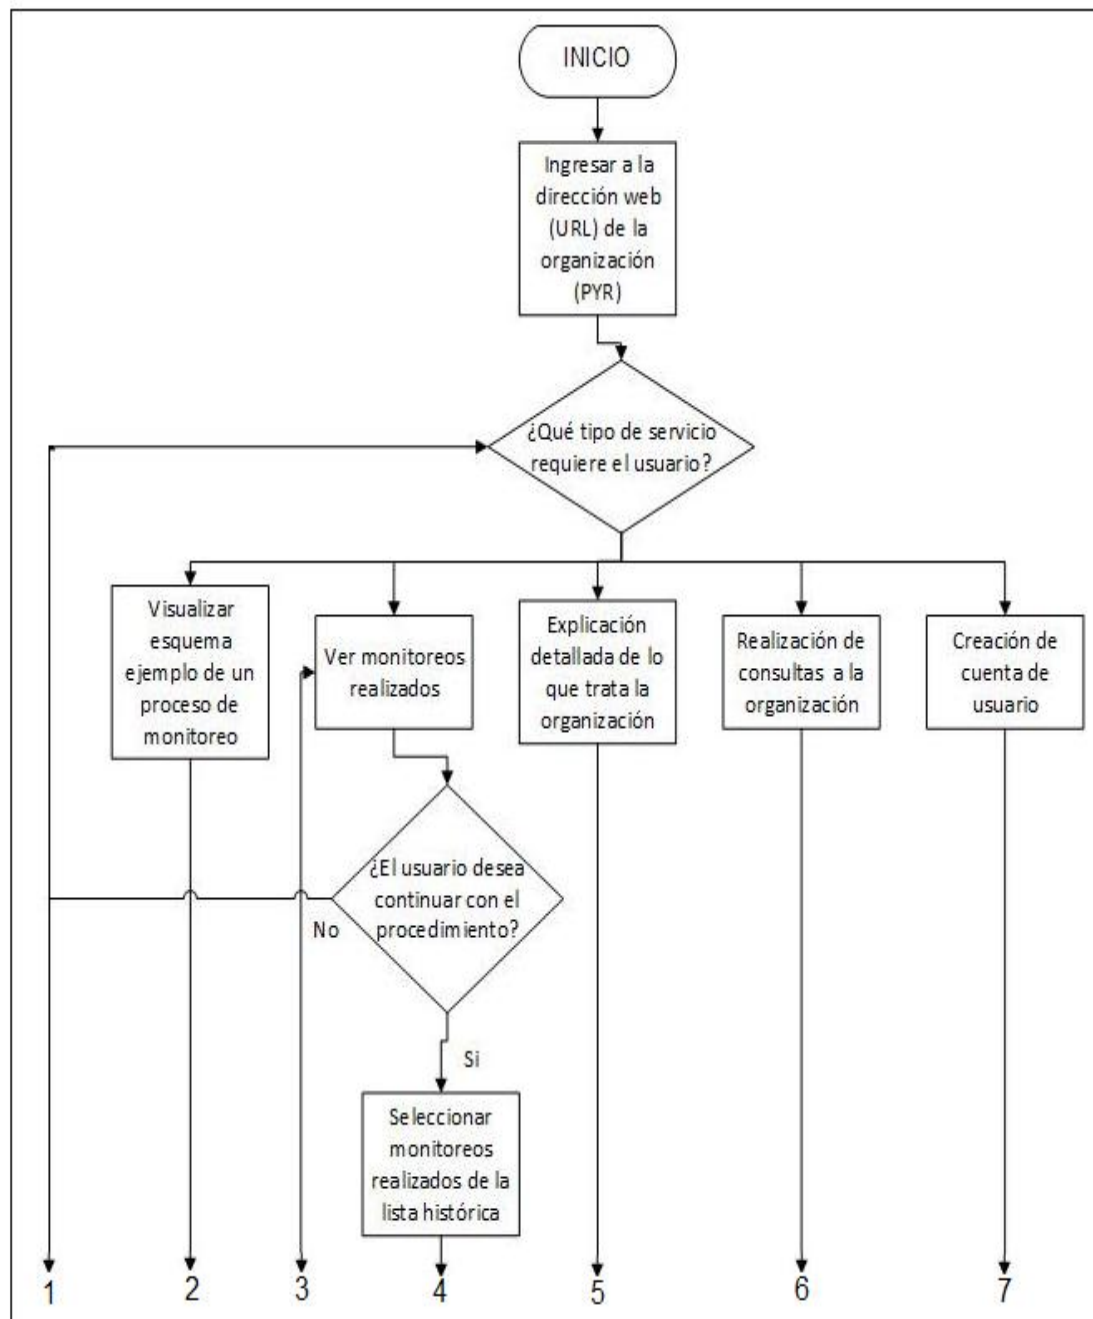 INICIO
Ingresar a la
dirección web
(URL) de la
organización
(PYR)
¿Qué tipo de servicio
requiere el usuario?
Visualizar
esquema
ejemplo de un
proceso de
monitoreo
Ver monitoreos
realizados
Explicación
detallada de lo
que trata la
organización
Realización de
consultas a la
organización
Creación de
cuenta de
usuario
¿El usuario desea
continuar con el
procedimiento?
No
Si
Seleccionar
monitoreos
realizados de la
lista histórica
1
2
3
4
5
6
7